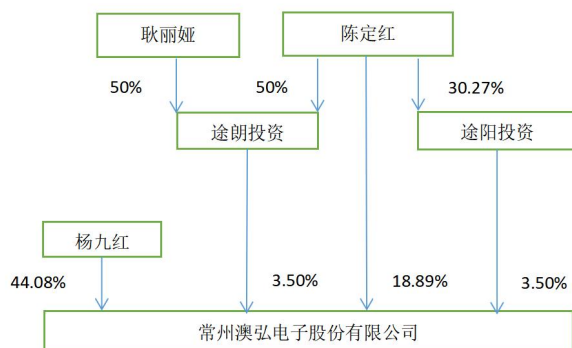 耿丽娅
陈定红
50%
50%
30.27%
途朗投资
途阳投资
杨九红
44.08%
3.50%
18.89%
3.50%
常州澳弘电子股份有限公司